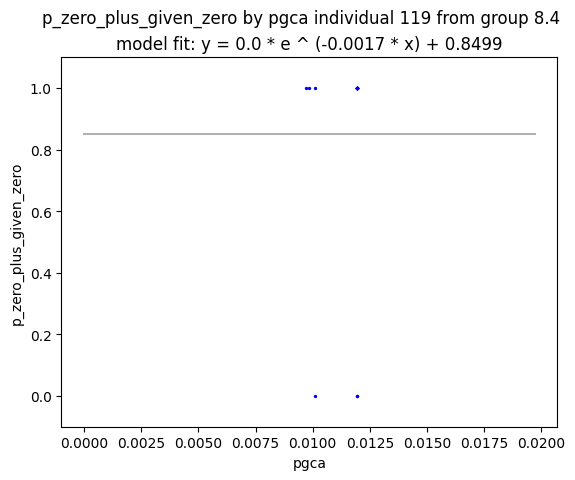 p_zero_plus_given_zero by pgca individual 119 from group 8.4
model fit: y = 0.0 * e ^ (-0.0017 * x) + 0.8499
1.0
0.8
0.6
0.4
0.2
0.0
p_zero_plus_given_zero
0.0000 0.0025 0.0050 0.0075 0.0100 0.0125 0.0150 0.0175 0.0200
pgca